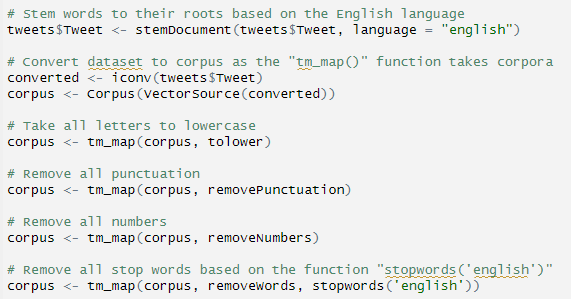 # Stem words to their roots based on the English language
tweets$Tweet <- stemDocument(tweets$Tweet, language = "english")
# Convert dataset to corpus as the "tm_map()" function takes corpora
converted <- iconv(tweets$Tweet)
corpus <- Corpus(VectorSource(converted))
# Take all letters to lowercase
corpus <- tm_map(corpus, tolower)
# Remove all punctuation
corpus <- tm_map(corpus, removePunctuation)
# Remove all numbers
corpus <- tm_map(corpus, removeNumbers)
# Remove all stop words based on the function "stopwords('english')"
corpus <- tm_map(corpus, removeWords, stopwords('english'))